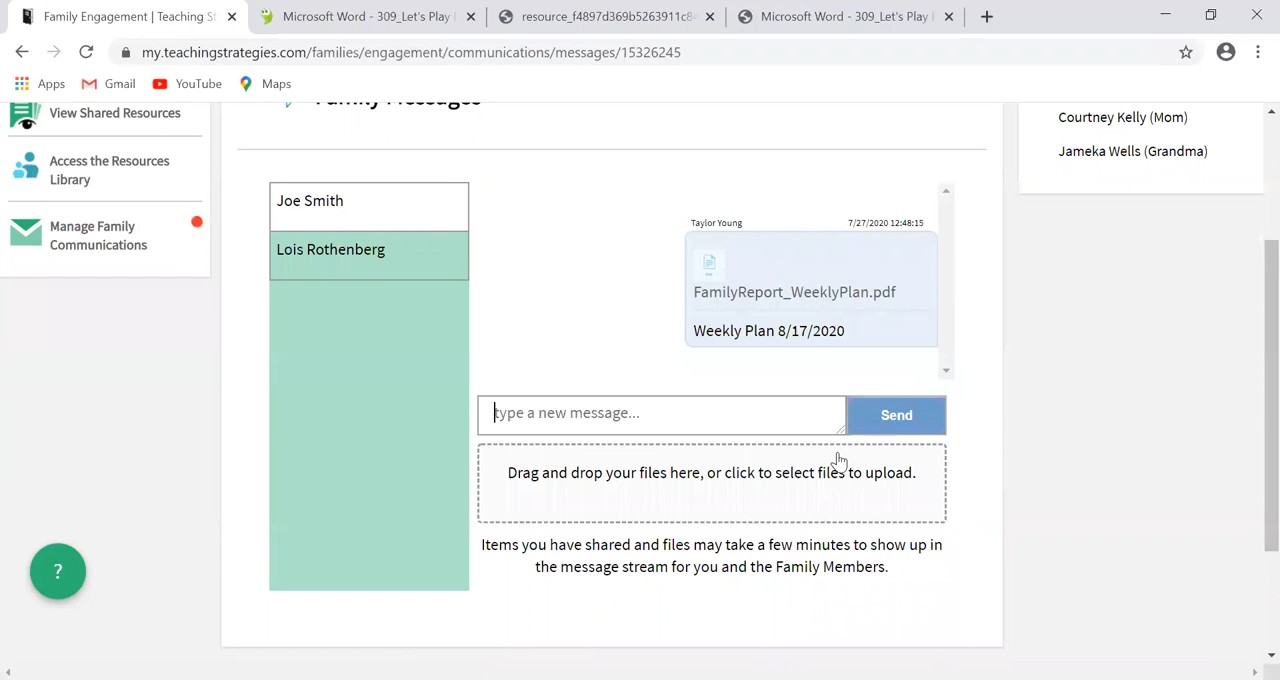 Family Engagement | Teaching St
Microsoft Word - 309_Let's Play
resource_f4897d369b5263911c8
Microsoft Word - 309_Let's Play
my.teachingstrategies.com/families/engagement/communications/messages/15326245
Apps
Gmail
YouTube
Maps
Family Messages
View Shared Resources
Access the Resources
Library
Manage Family
Communications
Courtney Kelly (Mom)
Jameka Wells (Grandma)
Joe Smith
Lois Rothenberg
Taylor Young 7/27/2020 12:48:15
FamilyReport_WeeklyPlan.pdf
Weekly Plan 8/17/2020
type a new message...
Send
Drag and drop your files here, or click to select files to upload.
Items you have shared and files may take a few minutes to show up in
the message stream for you and the Family Members.
?